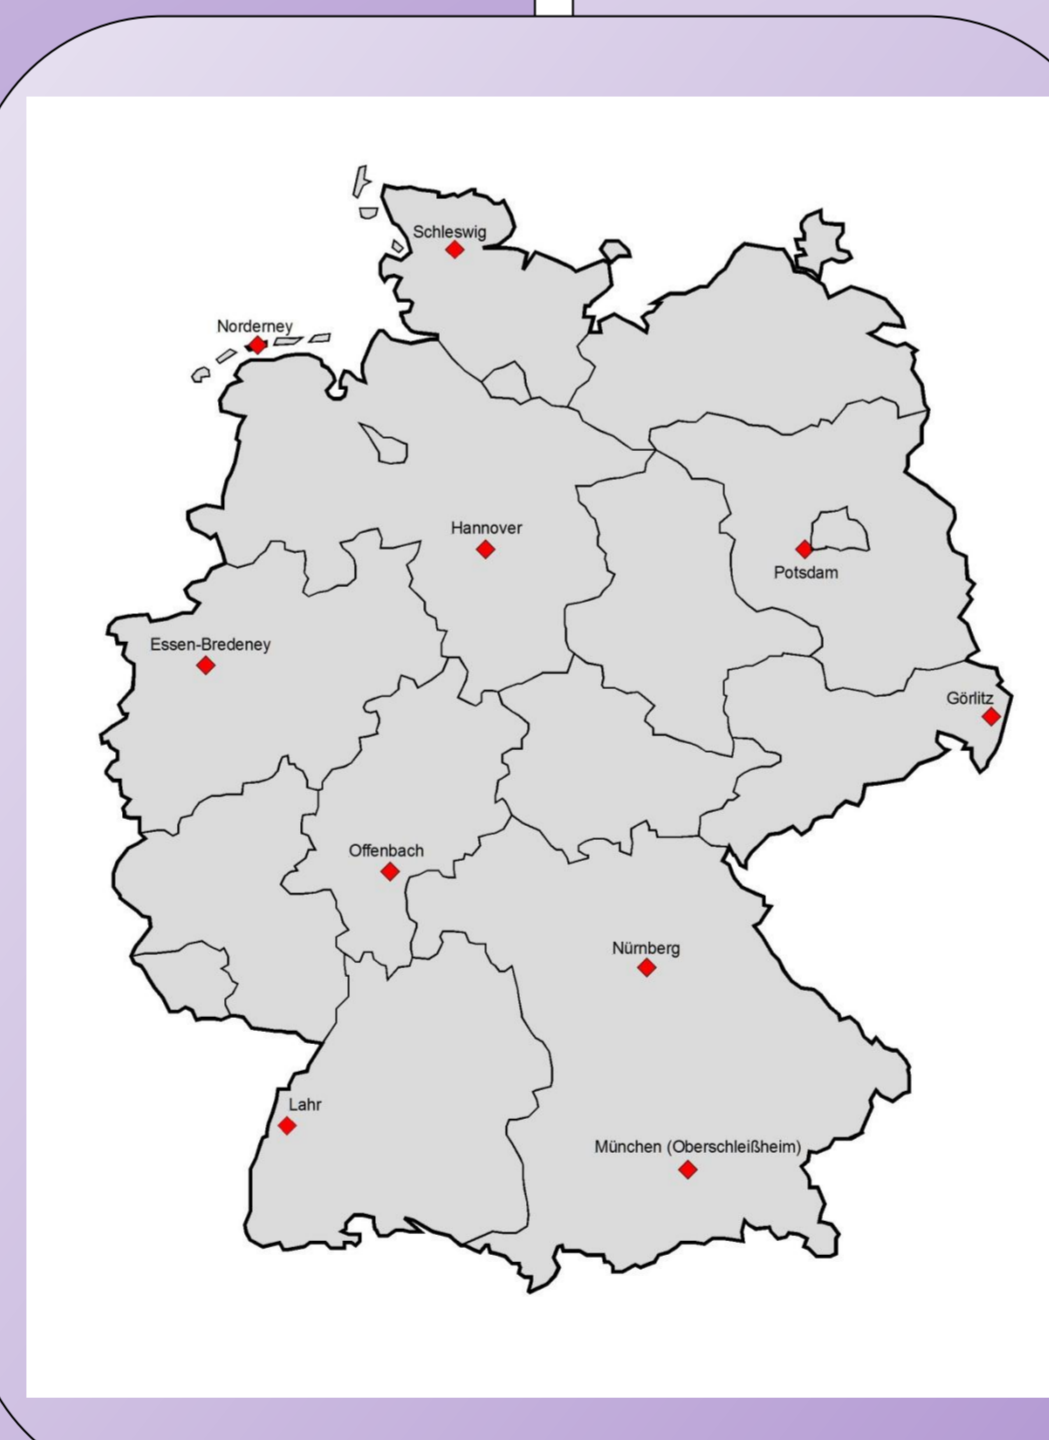 Schleswig
Norderney
Hannover
Potsdam
Essen-Bredeney
Görlitz
Offenbach
Nürnberg
Lahr
München (Oberschleißheim)